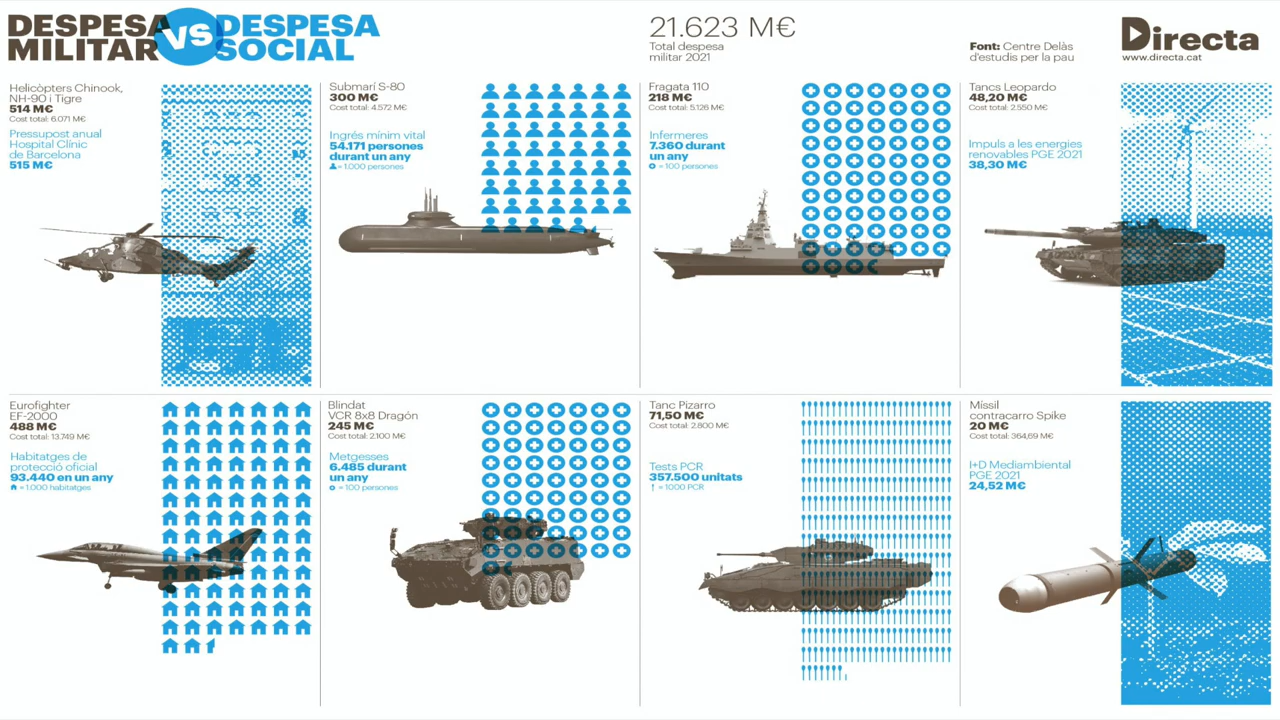 DESPESA
MILITAR
VS
DESPESA
SOCIAL
21.623 M€
Total despesa
militar 2021
Font: Centre Delàs
d'estudis per la pau
Directa
www.directa.cat
Helicòpters Chinook,
NH-90 i Tigre
514 M€
Cost total: 6.071 M€
Pressupost anual
Hospital Clínic
de Barcelona
515 M€
Submarí S-80
300 M€
Cost total: 4.572 M€
Ingrés mínim vital
54.171 persones
durant un any
= 1.000 persones
Fragata 110
218 M€
Cost total: 5.126 M€
Infermeres
7.360 durant
un any
= 100 persones
Tancs Leopardo
48,20 M€
Cost total: 2.550 M€
Impuls a les energies
renovables PGE 2021
38,30 M€
Eurofighter
EF-2000
488 M€
Cost total: 13.749 M€
Habitatges de
protecció oficial
93.440 en un any
= 1.000 habitatges
Blindat
VCR 8x8 Dragón
245 M€
Cost total: 2.100 M€
Metgesses
6.485 durant
un any
= 100 persones
Tanc Pizarro
71,50 M€
Cost total: 2.800 M€
Tests PCR
357.500 unitats
= 1000 PCR
Míssil
contracarro Spike
20 M€
Cost total: 364,69 M€
I+D Mediambiental
PGE 2021
24,52 M€